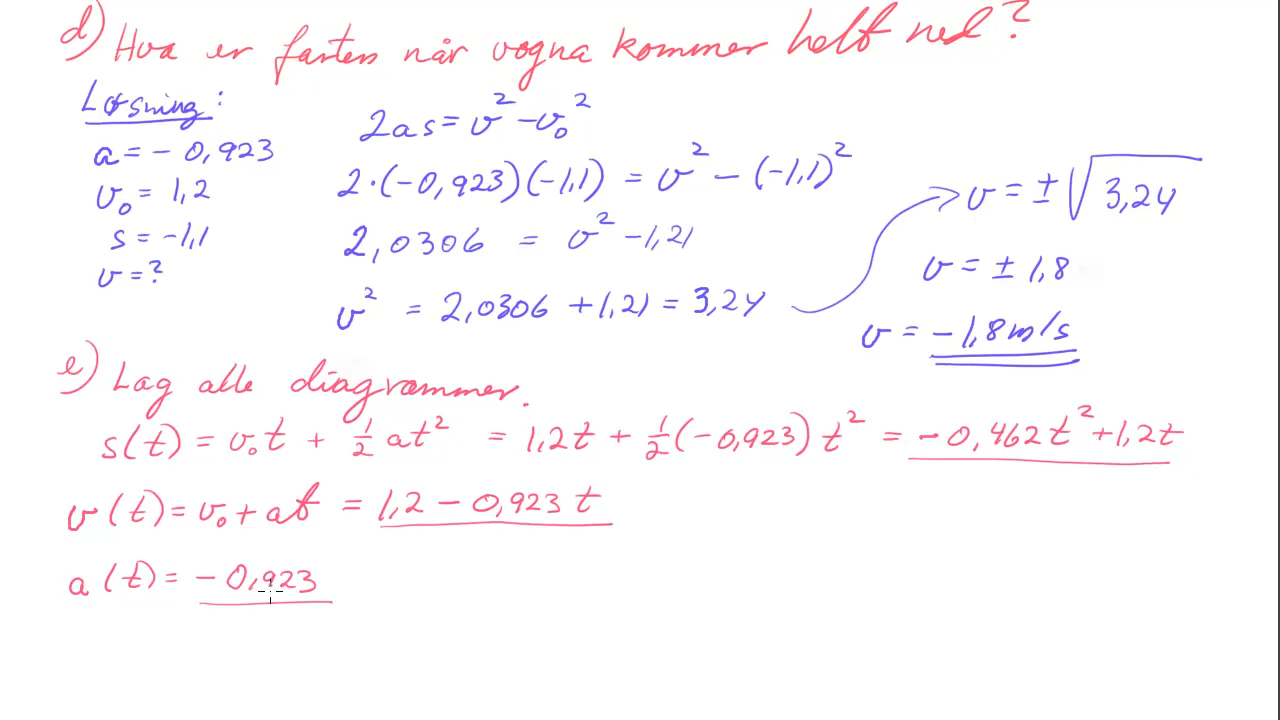 d) Hva er farten når vogna kommer helt ned?
Løsning:
a = - 0,923
v₀ = 1,2
s = -1,1
v = ?
2as = v² - v₀²
2·(-0,923)(-1,1) = v² - (-1,1)²
2,0306 = v² - 1,21
v² = 2,0306 + 1,21 = 3,24
v = ± √3,24
v = ± 1,8
v = - 1,8 m/s
e) Lag alle diagrammer.
s(t) = v₀t + ½ at² = 1,2t + ½(-0,923)t² = -0,462t² + 1,2t
v(t) = v₀ + at = 1,2 - 0,923t
a(t) = - 0,923